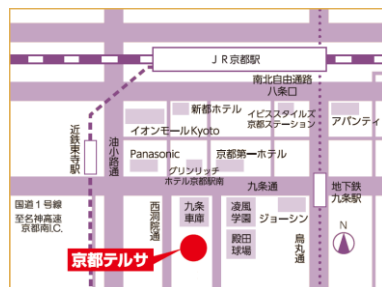 JR京都駅
南北自由通路
八条口
新都ホテル
イビススタイルズ
京都ステーション
アバンティ
イオンモールKyoto
近鉄東寺駅
油小路通
Panasonic
京都第一ホテル
グリンリッチ
ホテル京都駅南
九条通
地下鉄
九条駅
国道1号線
至名神高速
京都南I.C.
西洞院通
九条
車庫
凌風
学園
ジョーシン
殿田
球場
烏丸通
N
京都テルサ